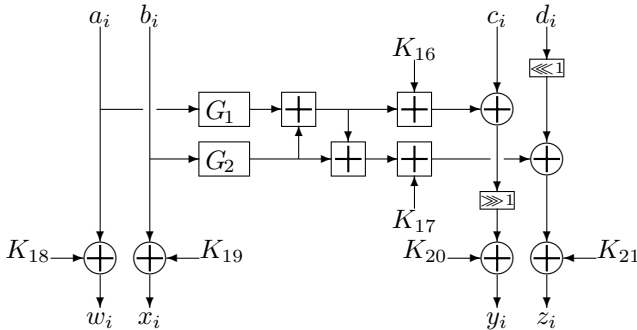 a_i b_i c_i d_i
K_16
⋘1
G_1
G_2
K_17
⋙1
K_18 K_19 K_20 K_21
w_i x_i y_i z_i